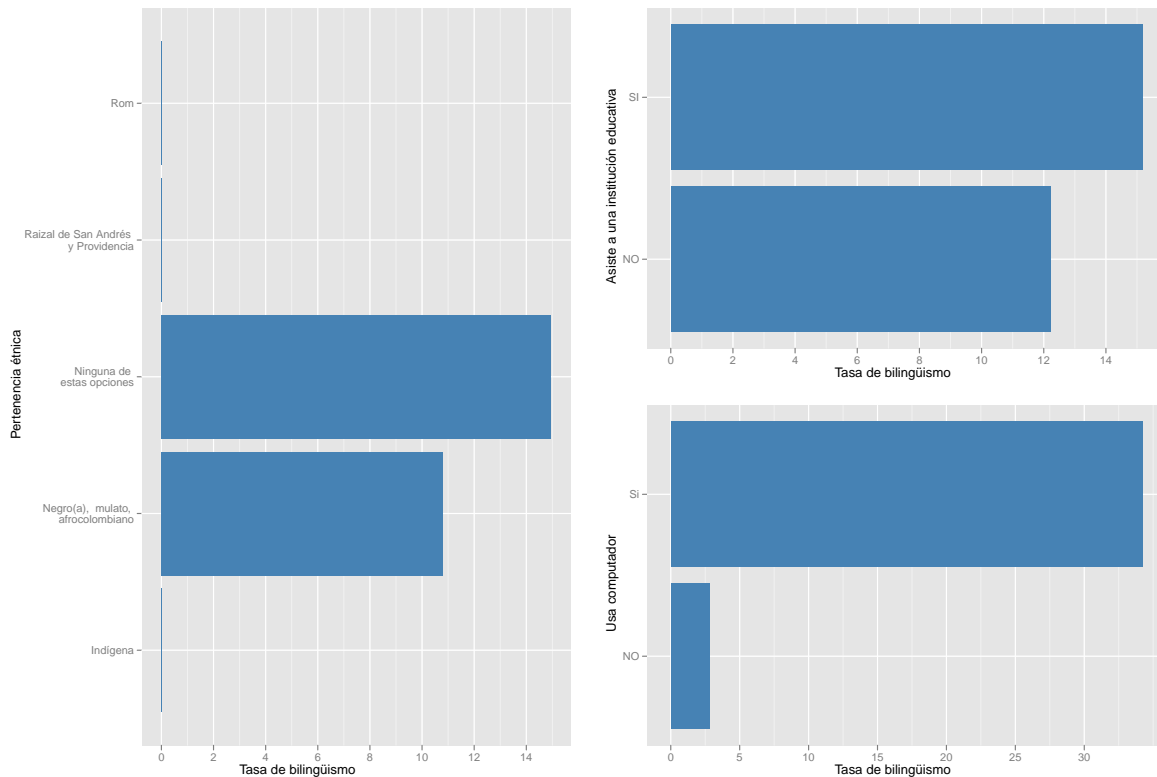 Pertenencia étnica
Rom
Raizal de San Andrés
y Providencia
Ninguna de
estas opciones
Negro(a), mulato,
afrocolombiano
Indígena
0 2 4 6 8 10 12 14
Tasa de bilingüismo
Asiste a una institución educativa
SI
NO
0 2 4 6 8 10 12 14
Tasa de bilingüismo
Usa computador
Si
NO
0 5 10 15 20 25 30
Tasa de bilingüismo